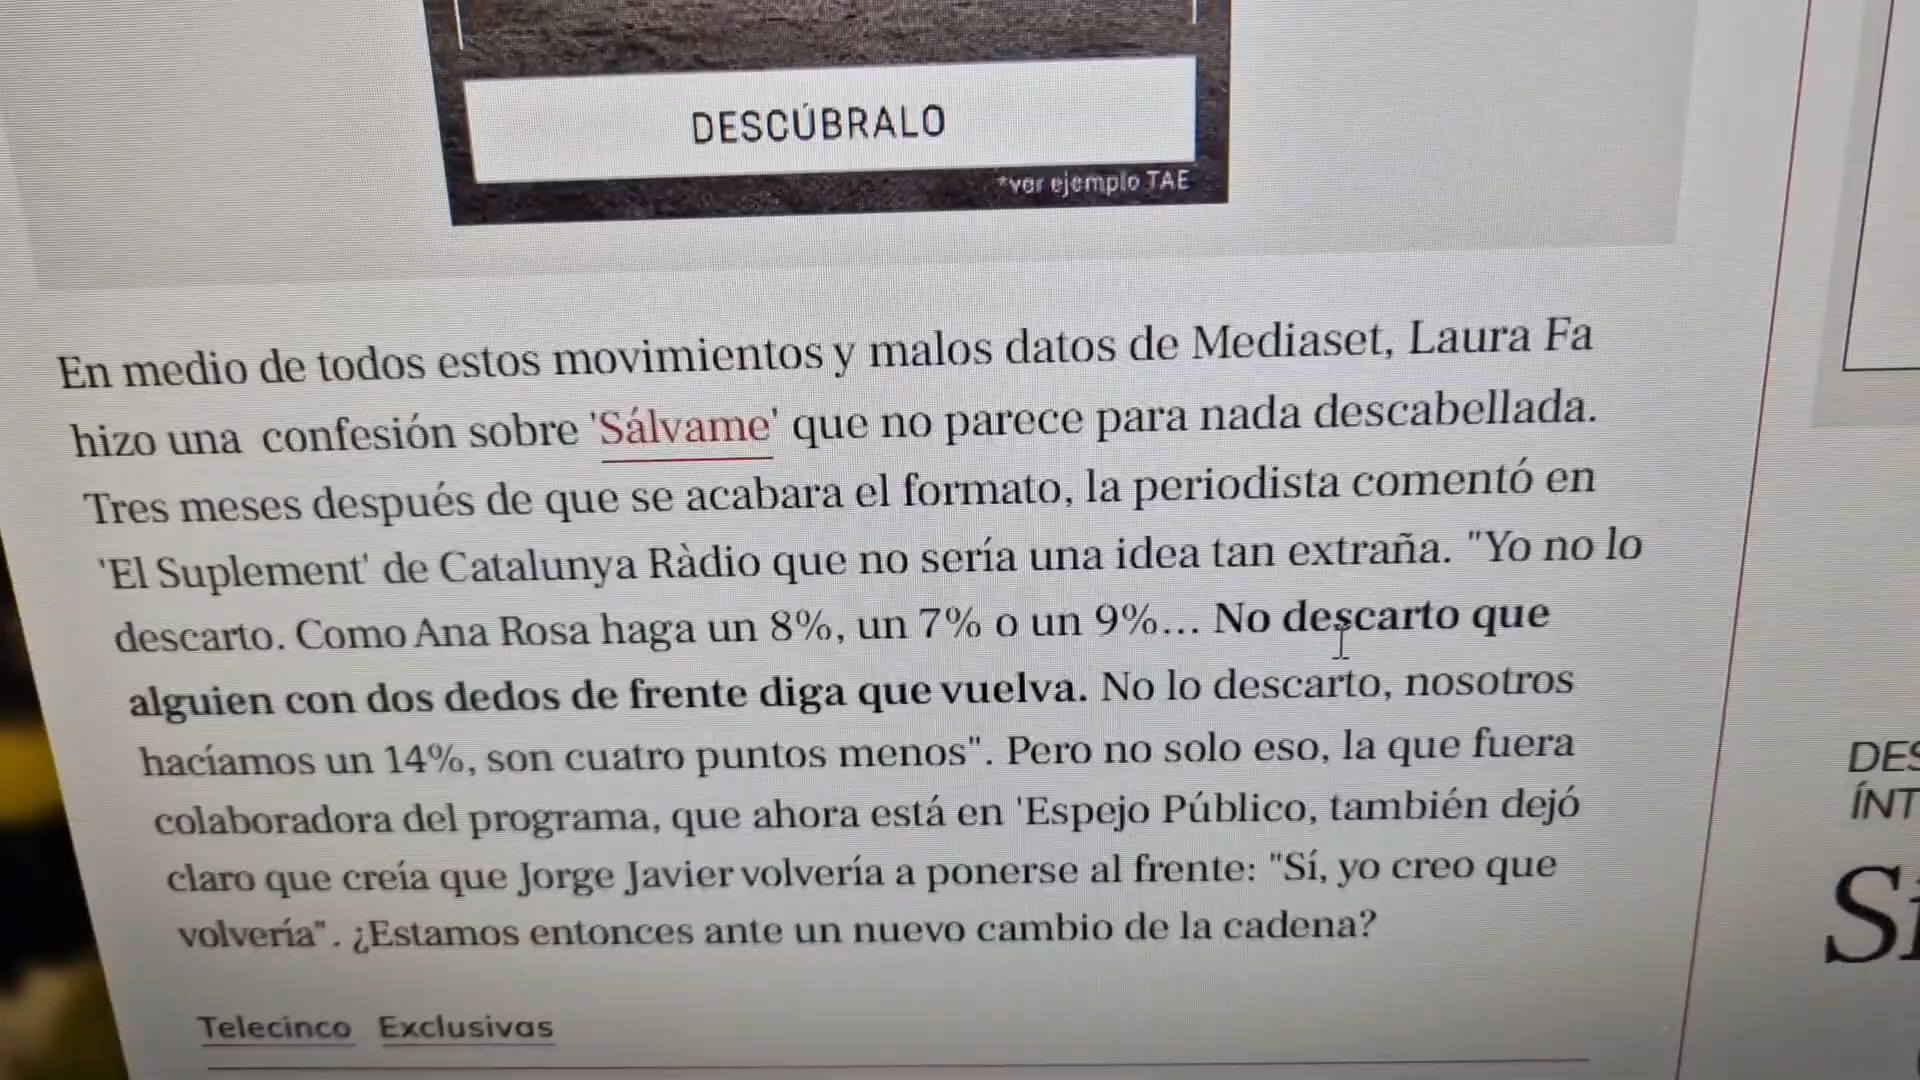 DESCÚBRALO
*ver ejemplo TAE
En medio de todos estos movimientos y malos datos de Mediaset, Laura Fa
hizo una confesión sobre 'Sálvame' que no parece para nada descabellada.
Tres meses después de que se acabara el formato, la periodista comentó en
'El Suplement' de Catalunya Ràdio que no sería una idea tan extraña. "Yo no lo
descarto. Como Ana Rosa haga un 8%, un 7% o un 9%... No descarto que
alguien con dos dedos de frente diga que vuelva. No lo descarto, nosotros
hacíamos un 14%, son cuatro puntos menos". Pero no solo eso, la que fuera
colaboradora del programa, que ahora está en 'Espejo Público, también dejó
claro que creía que Jorge Javier volvería a ponerse al frente: "Sí, yo creo que
volvería". ¿Estamos entonces ante un nuevo cambio de la cadena?
Telecinco Exclusivas